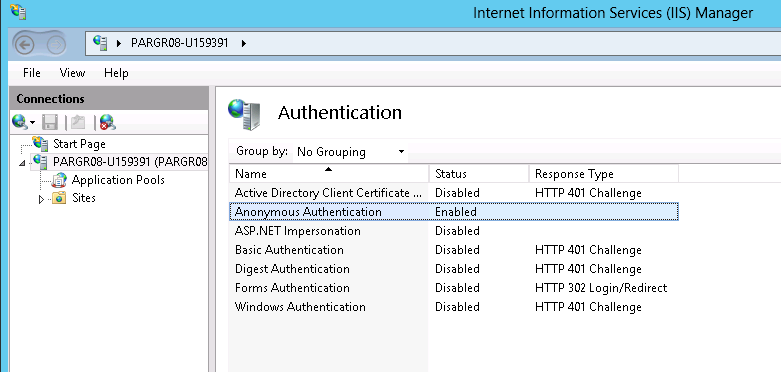 Internet Information Services (IIS) Manager
PARGR08-U159391
File View Help
Connections
Start Page
PARGR08-U159391 (PARGR08
Application Pools
Sites
Authentication
Group by: No Grouping
Name Status Response Type
Active Directory Client Certificate ... Disabled HTTP 401 Challenge
Anonymous Authentication Enabled
ASP.NET Impersonation Disabled
Basic Authentication Disabled HTTP 401 Challenge
Digest Authentication Disabled HTTP 401 Challenge
Forms Authentication Disabled HTTP 302 Login/Redirect
Windows Authentication Disabled HTTP 401 Challenge